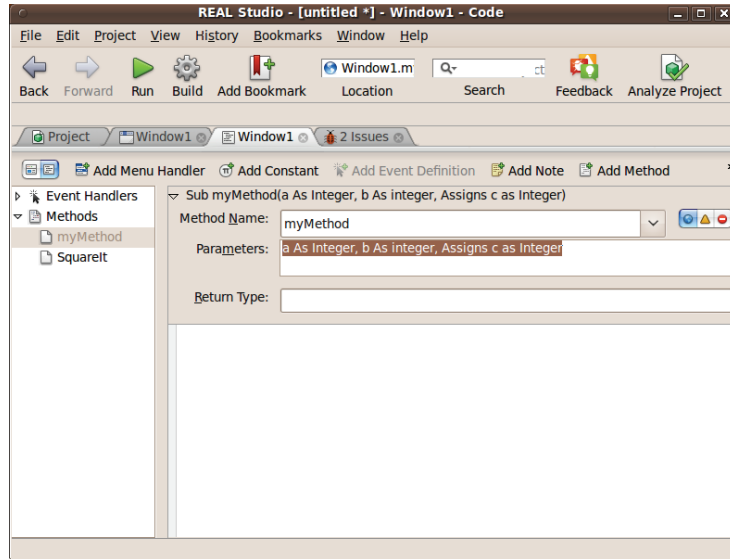 REAL Studio - [untitled *] - Window1 - Code
File Edit Project View History Bookmarks Window Help
Window1.m
Back Forward Run Build Add Bookmark Location Search Feedback Analyze Project
Project Window1 Window1 2 Issues
Add Menu Handler Add Constant Add Event Definition Add Note Add Method
Event Handlers
Methods
myMethod
SquareIt
Sub myMethod(a As Integer, b As integer, Assigns c as Integer)
Method Name: myMethod
Parameters: a As Integer, b As integer, Assigns c as Integer
Return Type: